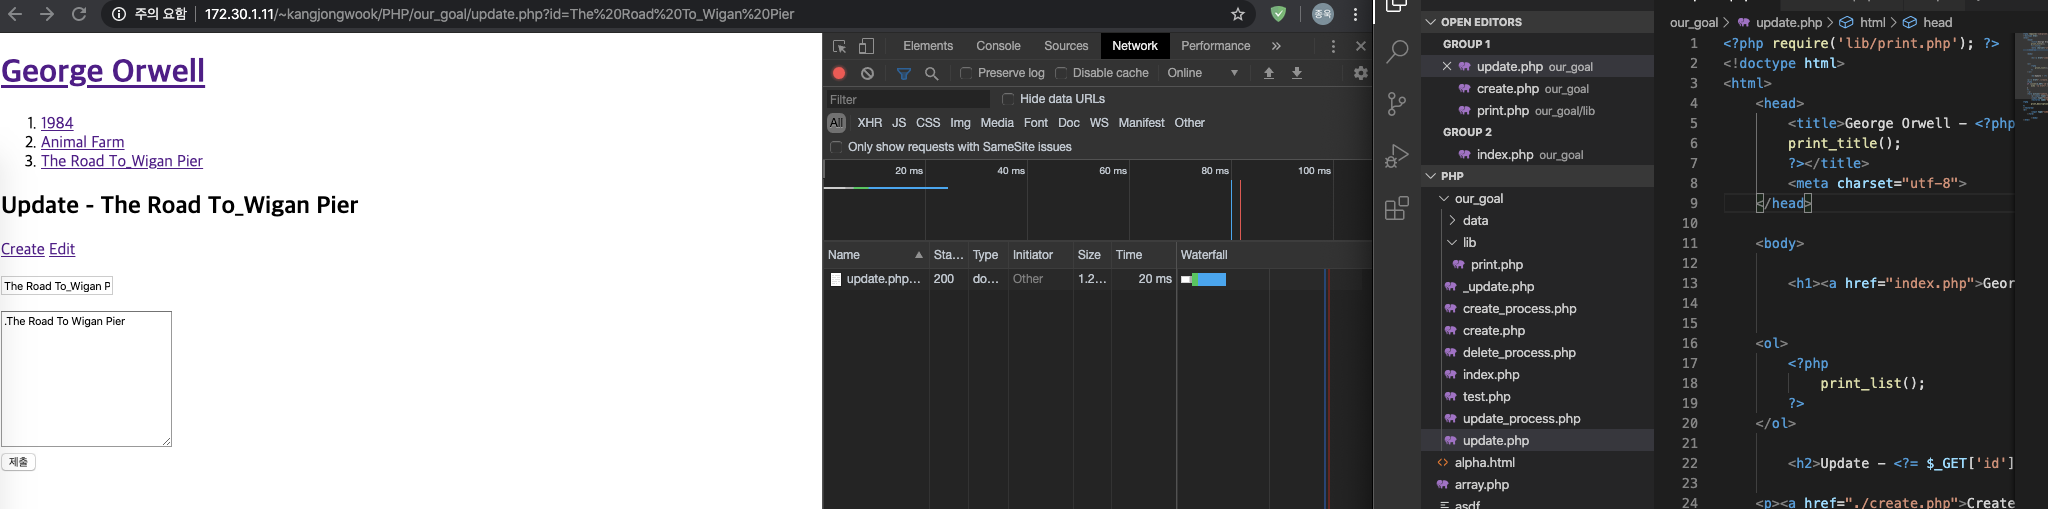 주의 요함 172.30.1.11/~kangjongwook/PHP/our_goal/update.php?id=The%20Road%20To_Wigan%20Pier
종욱
George Orwell
1. 1984
2. Animal Farm
3. The Road To_Wigan Pier
Update - The Road To_Wigan Pier
Create Edit
The Road To_Wigan P
.The Road To Wigan Pier
제출
Elements Console Sources Network Performance »
Preserve log Disable cache Online
Filter Hide data URLs
All XHR JS CSS Img Media Font Doc WS Manifest Other
Only show requests with SameSite issues
20 ms 40 ms 60 ms 80 ms 100 ms
Name Sta... Type Initiator Size Time Waterfall
update.php... 200 do... Other 1.2... 20 ms
OPEN EDITORS
GROUP 1
update.php our_goal
create.php our_goal
print.php our_goal/lib
GROUP 2
index.php our_goal
PHP
our_goal
data
lib
print.php
_update.php
create_process.php
create.php
delete_process.php
index.php
test.php
update_process.php
update.php
alpha.html
array.php
asdf
our_goal > update.php > html > head
1 <?php require('lib/print.php'); ?>
2 <!doctype html>
3 <html>
4 <head>
5 <title>George Orwell - <?php
6 print_title();
7 ?></title>
8 <meta charset="utf-8">
9 </head>
10
11 <body>
12
13 <h1><a href="index.php">Geor
14
15
16 <ol>
17 <?php
18 print_list();
19 ?>
20 </ol>
21
22 <h2>Update - <?= $_GET['id']
23
24 <p><a href="./create.php">Create